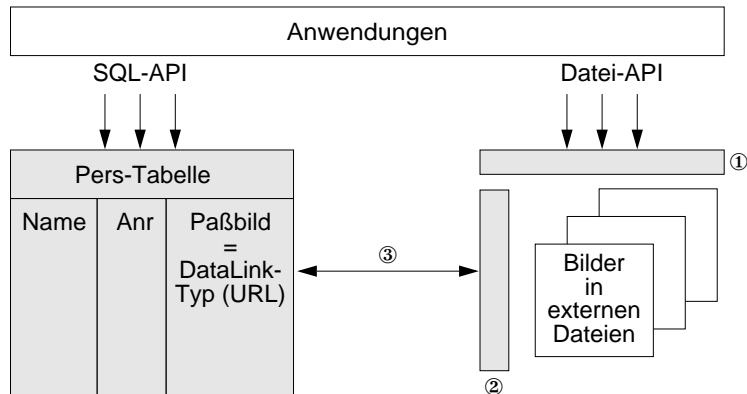 Anwendungen
SQL-API
Datei-API
①
Pers-Tabelle
Name
Anr
Paßbild
=
DataLink-
Typ (URL)
③
Bilder
in
externen
Dateien
②